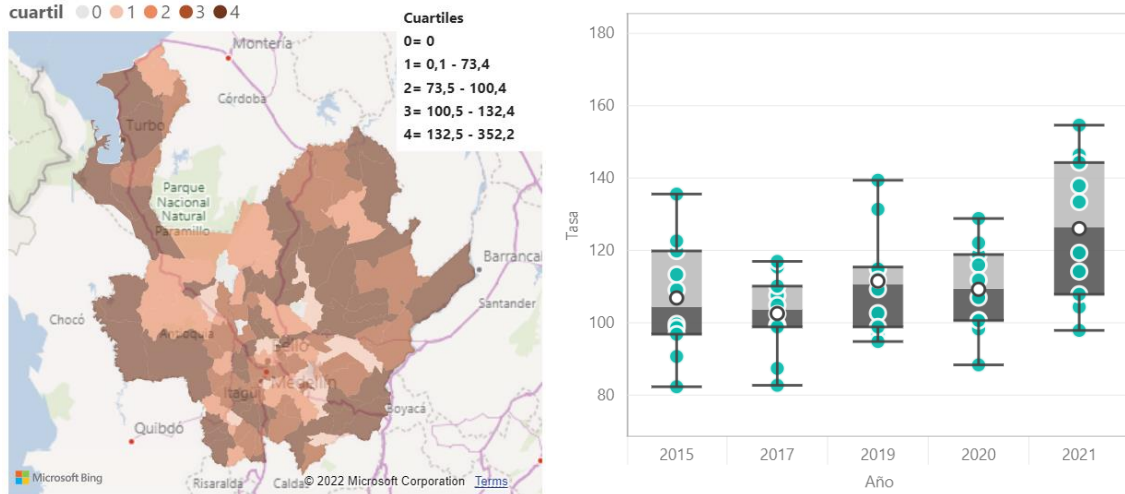 cuartil 0 1 2 3 4
Cuartiles
0= 0
1= 0,1 - 73,4
2= 73,5 - 100,4
3= 100,5 - 132,4
4= 132,5 - 352,2
Montería
Córdoba
Turbo
Parque
Nacional
Natural
Paramillo
Barrancal
Santander
Chocó
Antioquia
Bello
Medellín
Itagüí
Boyacá
Quibdó
Risaralda
Caldas
Microsoft Bing
© 2022 Microsoft Corporation Terms
180
160
140
120
100
80
Tasa
2015 2017 2019 2020 2021
Año